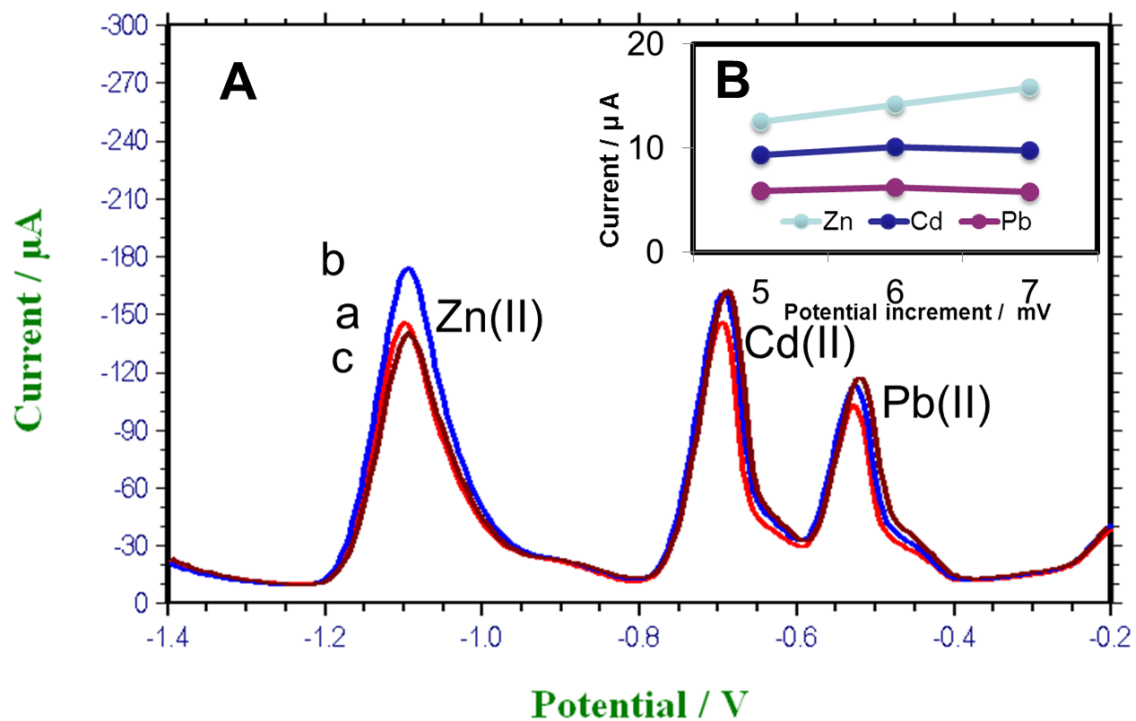 -300
-270
-240
-210
-180
-150
-120
-90
-60
-30
0
Current / µA
A
b
a
c
Zn(II)
Cd(II)
Pb(II)
B
20
10
0
Current / µ A
Zn Cd Pb
5 6 7
Potential increment / mV
-1.4 -1.2 -1.0 -0.8 -0.6 -0.4 -0.2
Potential / V